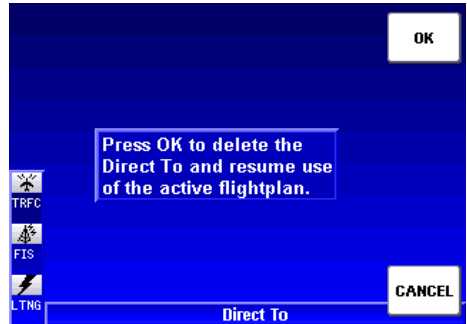 OK
Press OK to delete the
Direct To and resume use
of the active flightplan.
TRFC
FIS
LTNG
CANCEL
Direct To